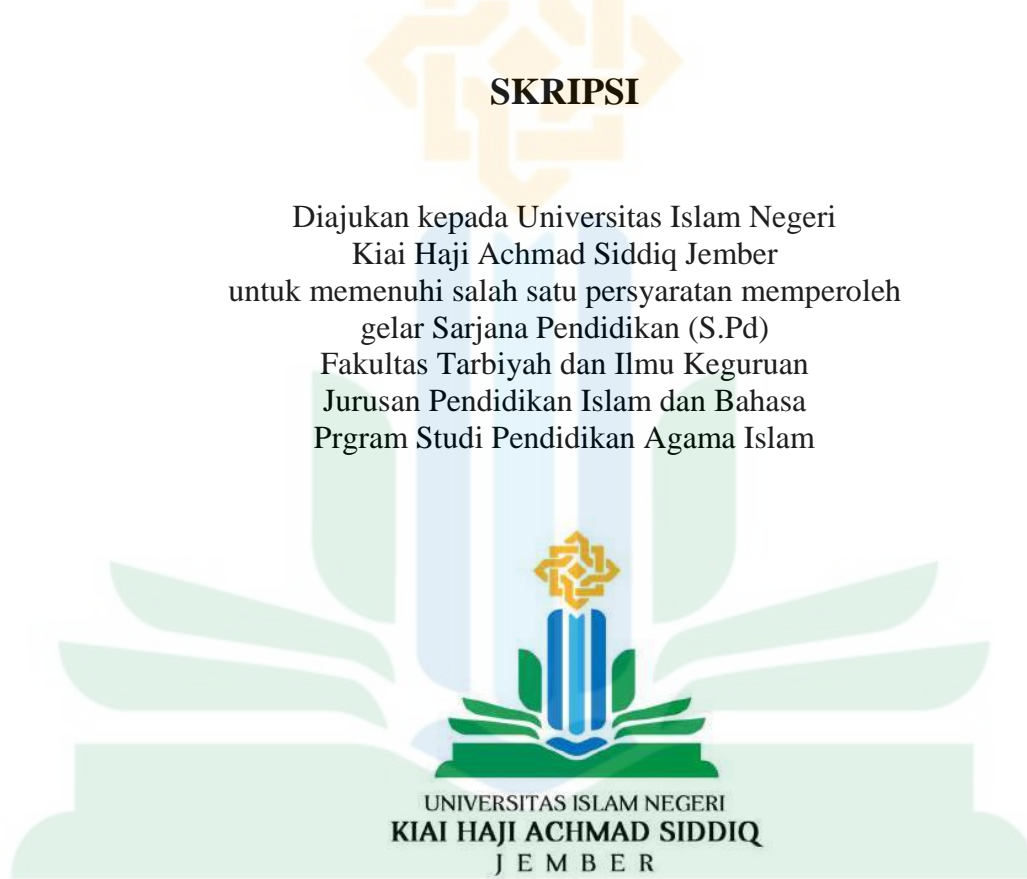 SKRIPSI
Diajukan kepada Universitas Islam Negeri
Kiai Haji Achmad Siddiq Jember
untuk memenuhi salah satu persyaratan memperoleh
gelar Sarjana Pendidikan (S.Pd)
Fakultas Tarbiyah dan Ilmu Keguruan
Jurusan Pendidikan Islam dan Bahasa
Prgram Studi Pendidikan Agama Islam
UNIVERSITAS ISLAM NEGERI
KIAI HAJI ACHMAD SIDDIQ
JEMBER